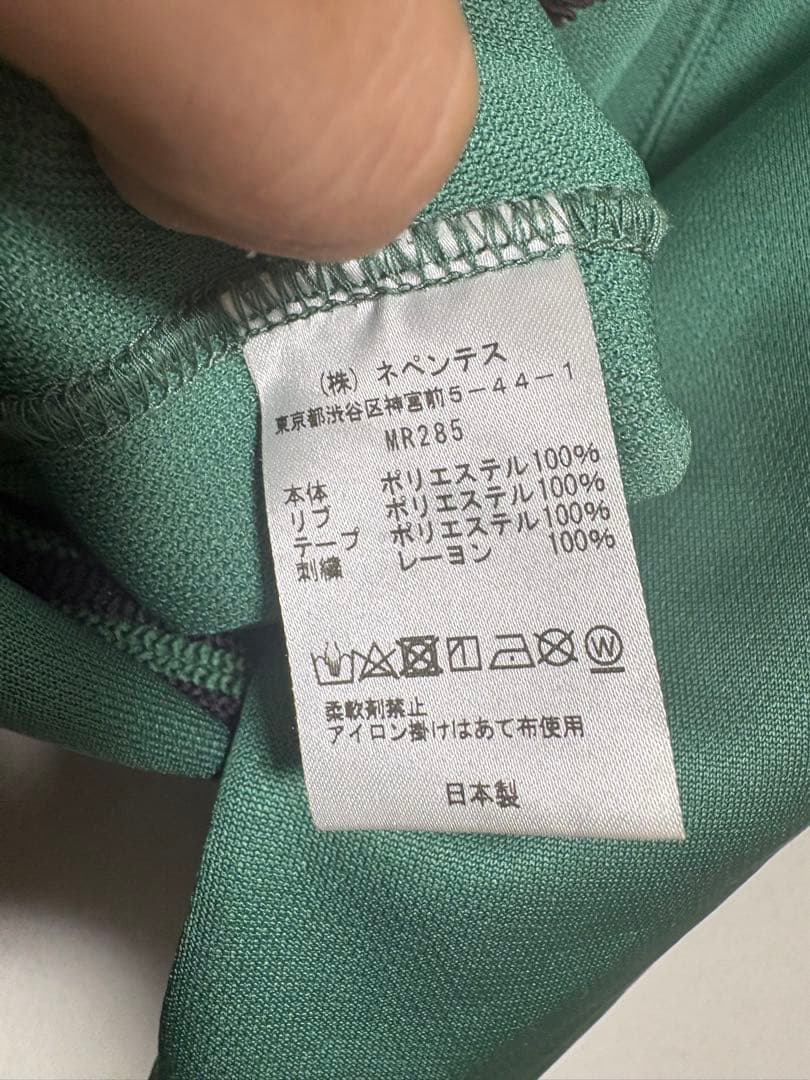 (株) ネペンテス
東京都渋谷区神宮前5-44-1
MR285
本体 ポリエステル100%
リブ ポリエステル100%
テープ ポリエステル100%
刺繍 レーヨン 100%
W
柔軟剤禁止
アイロン掛けはあて布使用
日本製